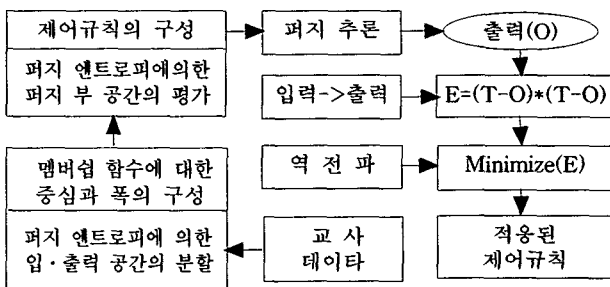 제어규칙의 구성
퍼지 엔트로피에의한
퍼지 부 공간의 평가
퍼지 추론
출력(O)
입력->출력
E=(T-O)*(T-O)
멤버쉽 함수에 대한
중심과 폭의 구성
퍼지 엔트로피에 의한
입·출력 공간의 분할
역 전 파
Minimize(E)
교 사
데이타
적응된
제어규칙